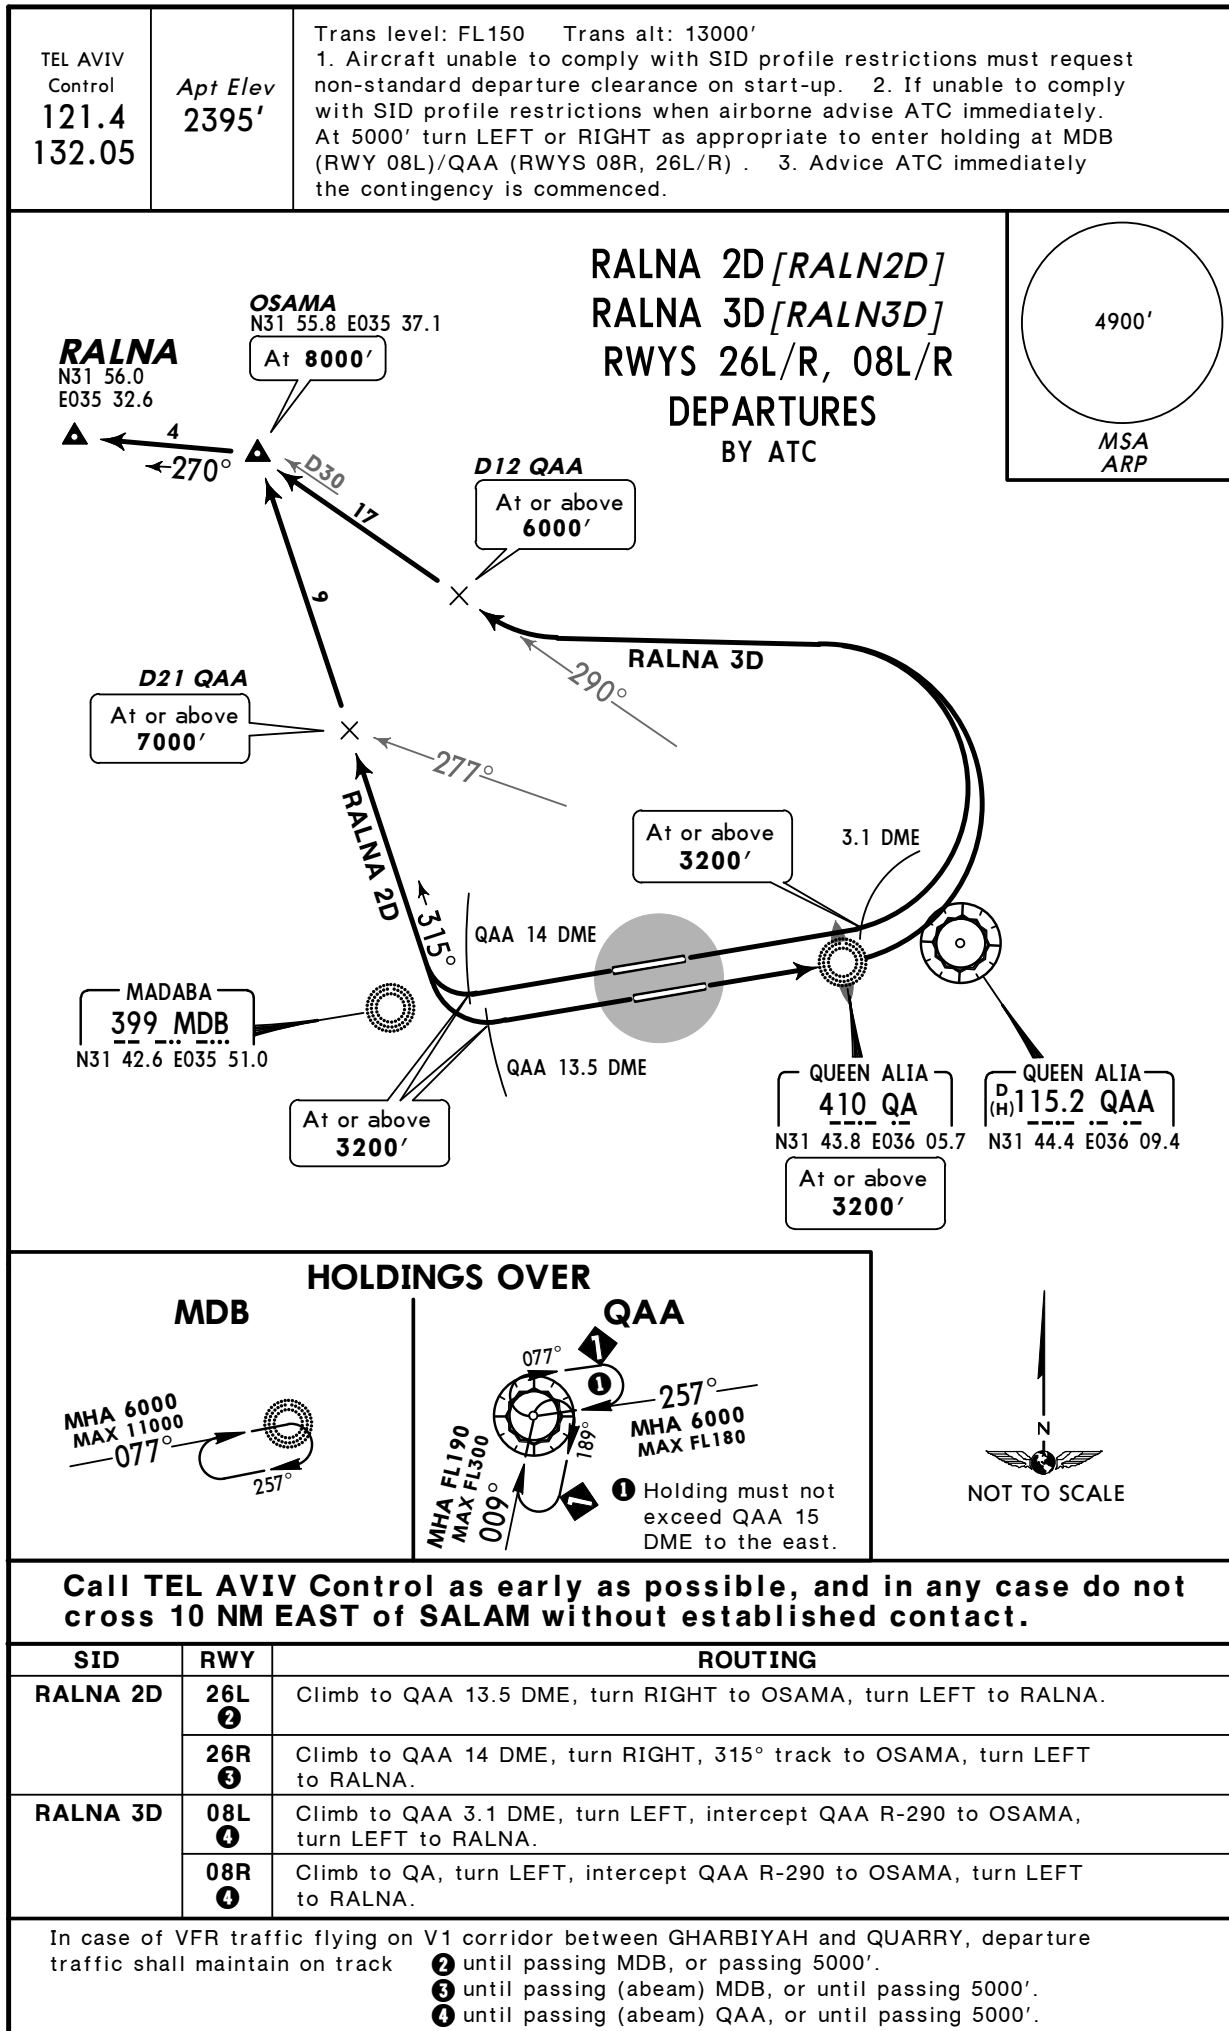 TEL AVIV
Control
121.4
132.05
Apt Elev
2395'
Trans level: FL150 Trans alt: 13000'
1. Aircraft unable to comply with SID profile restrictions must request
non-standard departure clearance on start-up. 2. If unable to comply
with SID profile restrictions when airborne advise ATC immediately.
At 5000' turn LEFT or RIGHT as appropriate to enter holding at MDB
(RWY 08L)/QAA (RWYS 08R, 26L/R) . 3. Advice ATC immediately
the contingency is commenced.
RALNA 2D [RALN2D]
RALNA 3D [RALN3D]
RWYS 26L/R, 08L/R
DEPARTURES
BY ATC
4900'
MSA
ARP
OSAMA
N31 55.8 E035 37.1
At 8000'
RALNA
N31 56.0
E035 32.6
4
270°
D30
17
D12 QAA
At or above
6000'
9
RALNA 3D
290°
D21 QAA
At or above
7000'
277°
RALNA 2D
315°
At or above
3200'
3.1 DME
QAA 14 DME
MADABA
399 MDB
N31 42.6 E035 51.0
QAA 13.5 DME
At or above
3200'
QUEEN ALIA
410 QA
N31 43.8 E036 05.7
At or above
3200'
QUEEN ALIA
D
(H) 115.2 QAA
N31 44.4 E036 09.4
HOLDINGS OVER
MDB
MHA 6000
MAX 11000
077°
257°
QAA
077°
1
1
257°
MHA 6000
MAX FL180
189°
MHA FL190
MAX FL300
009°
1
1 Holding must not
exceed QAA 15
DME to the east.
N
NOT TO SCALE
Call TEL AVIV Control as early as possible, and in any case do not
cross 10 NM EAST of SALAM without established contact.
SID RWY ROUTING
RALNA 2D 26L 2 Climb to QAA 13.5 DME, turn RIGHT to OSAMA, turn LEFT to RALNA.
26R 3 Climb to QAA 14 DME, turn RIGHT, 315° track to OSAMA, turn LEFT
to RALNA.
RALNA 3D 08L 4 Climb to QAA 3.1 DME, turn LEFT, intercept QAA R-290 to OSAMA,
turn LEFT to RALNA.
08R 4 Climb to QA, turn LEFT, intercept QAA R-290 to OSAMA, turn LEFT
to RALNA.
In case of VFR traffic flying on V1 corridor between GHARBIYAH and QUARRY, departure
traffic shall maintain on track 2 until passing MDB, or passing 5000'.
3 until passing (abeam) MDB, or until passing 5000'.
4 until passing (abeam) QAA, or until passing 5000'.